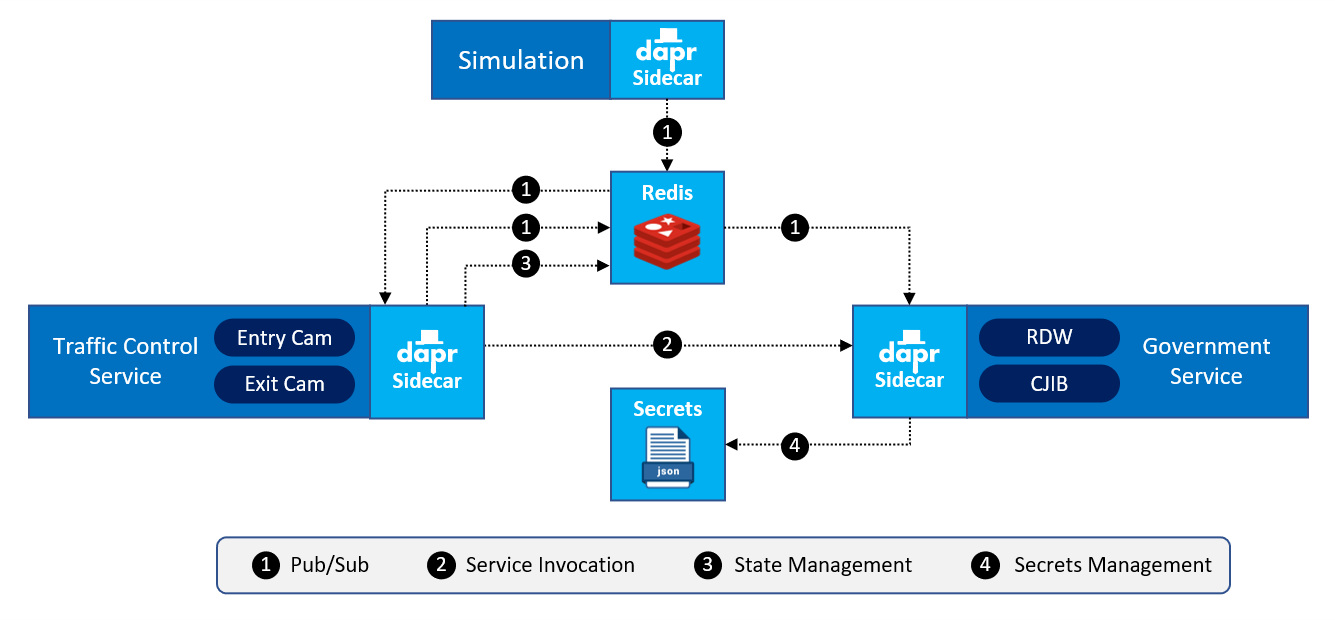 Simulation
dapr
Sidecar
1
Redis
1
1
1
3
Traffic Control
Service
Entry Cam
Exit Cam
dapr
Sidecar
2
dapr
Sidecar
RDW
CJIB
Government
Service
Secrets
json
4
1 Pub/Sub 2 Service Invocation 3 State Management 4 Secrets Management